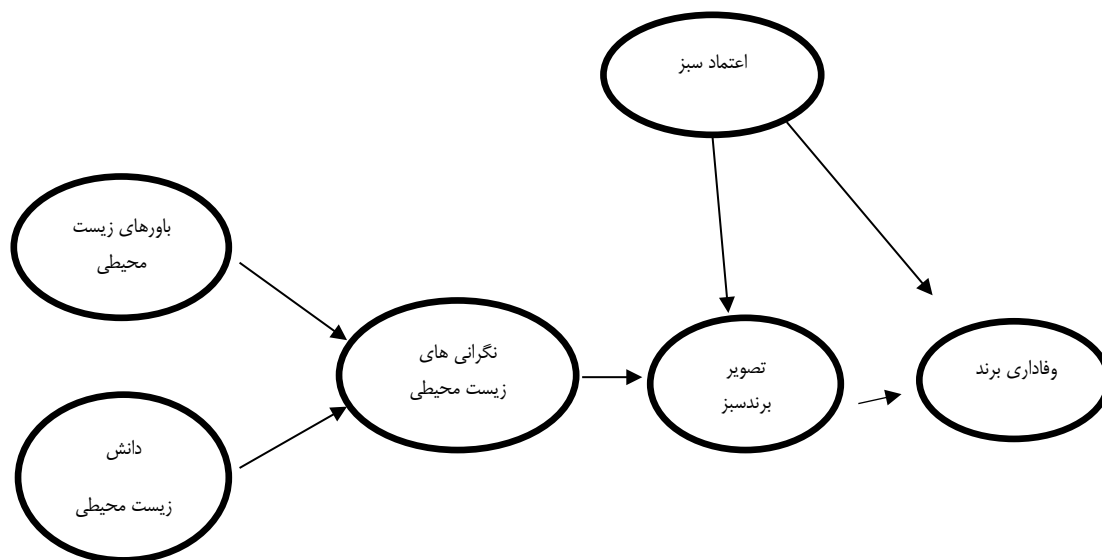 اعتماد سبز
باورهای زیست
محیطی
نگرانی های
زیست محیطی
تصویر
برندسبز
وفاداری برند
دانش
زیست محیطی